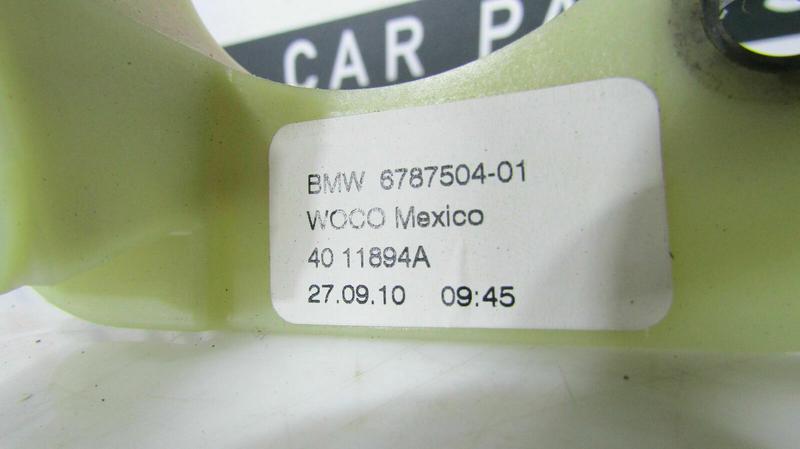 CAR PA
BMW 6787504-01
WOCO Mexico
40 11894A
27.09.10 09:45